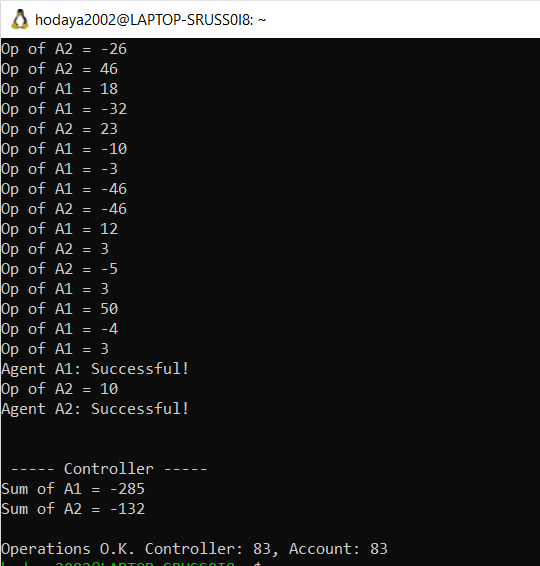 hodaya2002@LAPTOP-SRUSS0I8: ~
Op of A2 = -26
Op of A2 = 46
Op of A1 = 18
Op of A1 = -32
Op of A2 = 23
Op of A1 = -10
Op of A1 = -3
Op of A1 = -46
Op of A2 = -46
Op of A1 = 12
Op of A2 = 3
Op of A2 = -5
Op of A1 = 3
Op of A1 = 50
Op of A1 = -4
Op of A1 = 3
Agent A1: Successful!
Op of A2 = 10
Agent A2: Successful!
----- Controller -----
Sum of A1 = -285
Sum of A2 = -132
Operations O.K. Controller: 83, Account: 83